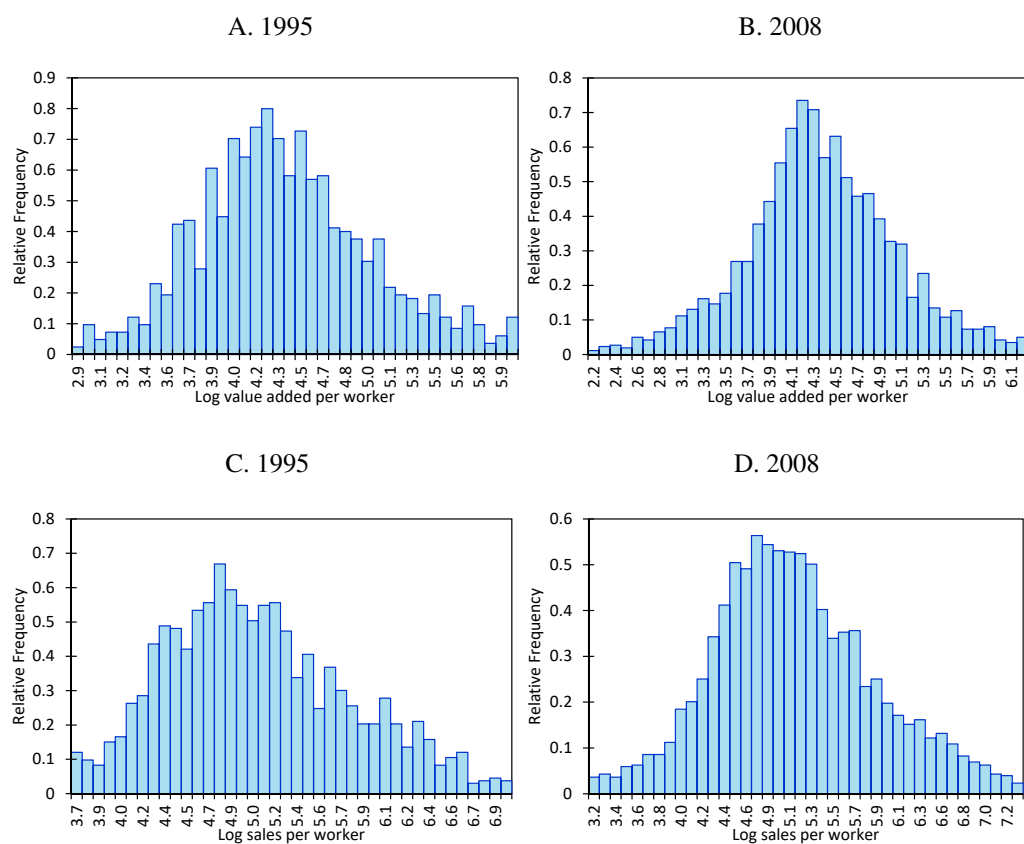 A. 1995
0.9
0.8
0.7
0.6
0.5
0.4
0.3
0.2
0.1
0
Relative Frequency
2.9 3.1 3.2 3.4 3.6 3.7 3.9 4.0 4.2 4.3 4.5 4.7 4.8 5.0 5.1 5.3 5.5 5.6 5.8 5.9
Log value added per worker
B. 2008
0.8
0.7
0.6
0.5
0.4
0.3
0.2
0.1
0
Relative Frequency
2.2 2.4 2.6 2.8 3.1 3.3 3.5 3.7 3.9 4.1 4.3 4.5 4.7 4.9 5.1 5.3 5.5 5.7 5.9 6.1
Log value added per worker
C. 1995
0.8
0.7
0.6
0.5
0.4
0.3
0.2
0.1
0
Relative Frequency
3.7 3.9 4.0 4.2 4.4 4.5 4.7 4.9 5.0 5.2 5.4 5.6 5.7 5.9 6.1 6.2 6.4 6.6 6.7 6.9
Log sales per worker
D. 2008
0.6
0.5
0.4
0.3
0.2
0.1
0
Relative Frequency
3.2 3.4 3.6 3.8 4.0 4.2 4.4 4.6 4.9 5.1 5.3 5.5 5.7 5.9 6.1 6.3 6.6 6.8 7.0 7.2
Log sales per worker